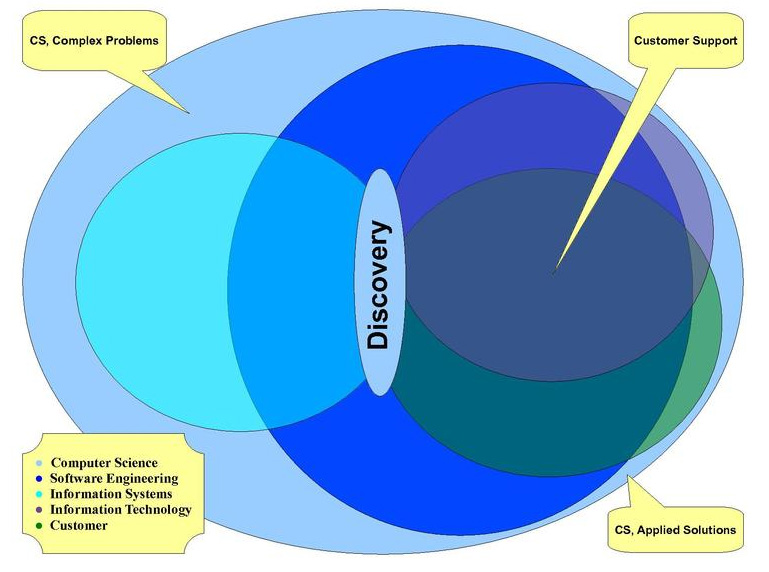 CS, Complex Problems
Customer Support
Discovery
Computer Science
Software Engineering
Information Systems
Information Technology
Customer
CS, Applied Solutions